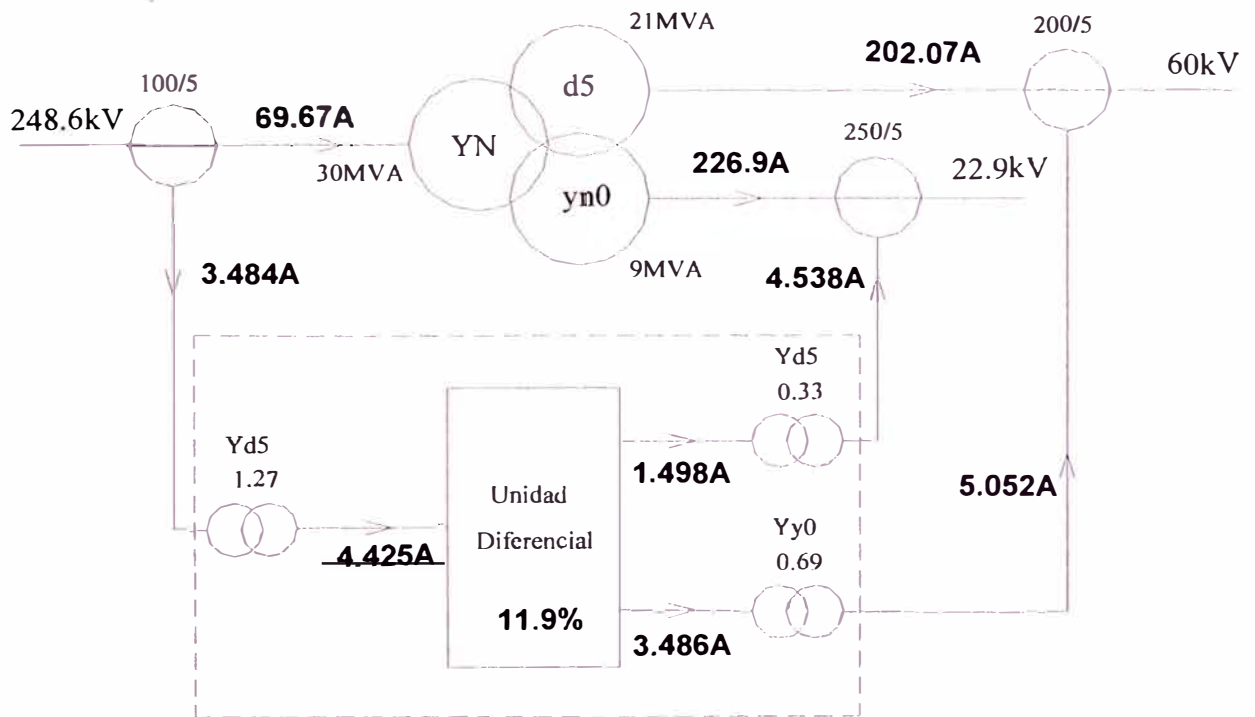 21MVA
200/5
202.07A
60kV
d5
100/5
248.6kV
69.67A
YN
30MVA
250/5
226.9A
22.9kV
yn0
9MVA
3.484A
4.538A
Yd5
0.33
Yd5
1.27
1.498A
5.052A
Unidad
Diferencial
4.425A
Yy0
0.69
11.9%
3.486A